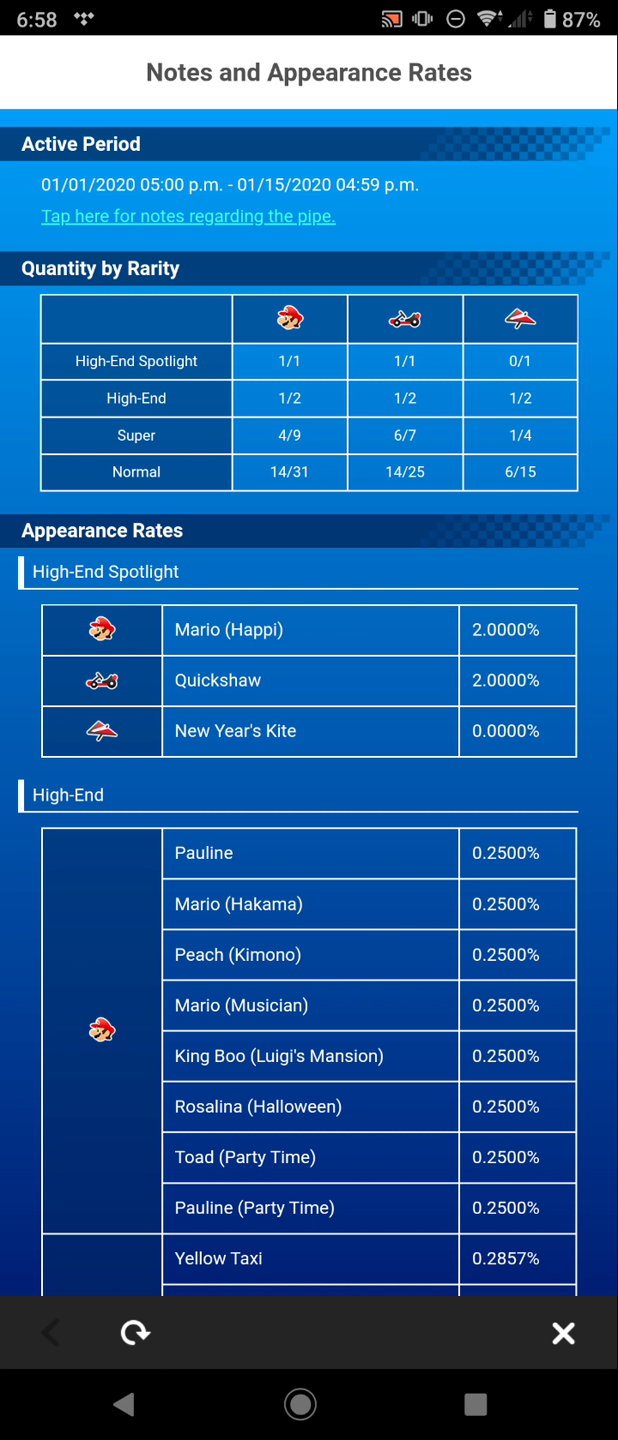 6:58
87%
Notes and Appearance Rates
Active Period
01/01/2020 05:00 p.m. - 01/15/2020 04:59 p.m.
Tap here for notes regarding the pipe.
Quantity by Rarity
High-End Spotlight 1/1 1/1 0/1
High-End 1/2 1/2 1/2
Super 4/9 6/7 1/4
Normal 14/31 14/25 6/15
Appearance Rates
High-End Spotlight
Mario (Happi) 2.0000%
Quickshaw 2.0000%
New Year's Kite 0.0000%
High-End
Pauline 0.2500%
Mario (Hakama) 0.2500%
Peach (Kimono) 0.2500%
Mario (Musician) 0.2500%
King Boo (Luigi's Mansion) 0.2500%
Rosalina (Halloween) 0.2500%
Toad (Party Time) 0.2500%
Pauline (Party Time) 0.2500%
Yellow Taxi 0.2857%